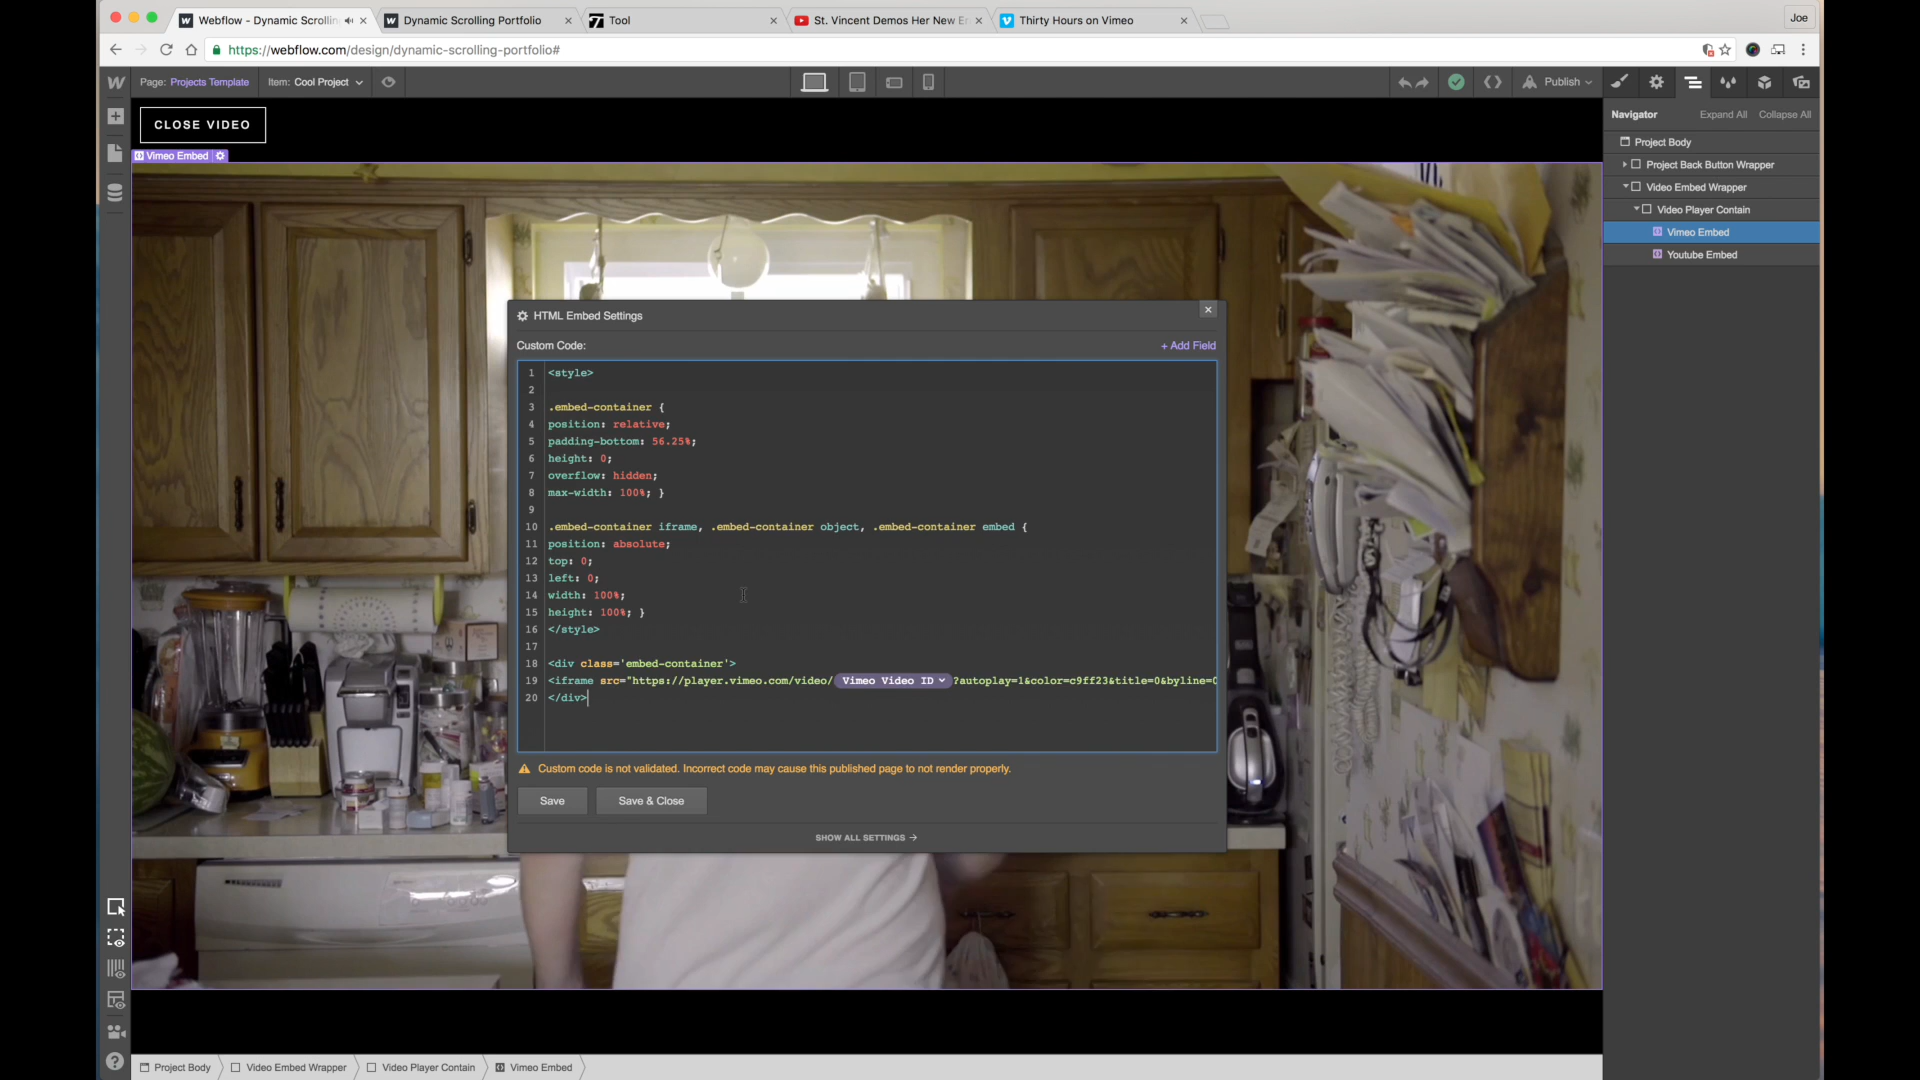 Webflow - Dynamic Scrollin
Dynamic Scrolling Portfolio
Tool
St. Vincent Demos Her New E
Thirty Hours on Vimeo
Joe
https://webflow.com/design/dynamic-scrolling-portfolio#
Page: Projects Template
Item: Cool Project
Publish
CLOSE VIDEO
Vimeo Embed
Navigator
Expand All
Collapse All
Project Body
Project Back Button Wrapper
Video Embed Wrapper
Video Player Contain
Vimeo Embed
Youtube Embed
HTML Embed Settings
Custom Code:
+ Add Field
1 <style>
2
3 .embed-container {
4 position: relative;
5 padding-bottom: 56.25%;
6 height: 0;
7 overflow: hidden;
8 max-width: 100%; }
9
10 .embed-container iframe, .embed-container object, .embed-container embed {
11 position: absolute;
12 top: 0;
13 left: 0;
14 width: 100%;
15 height: 100%; }
16 </style>
17
18 <div class='embed-container'>
19 <iframe src="https://player.vimeo.com/video/ Vimeo Video ID ?autoplay=1&color=c9ff23&title=0&byline=0
20 </div>
Custom code is not validated. Incorrect code may cause this published page to not render properly.
Save
Save & Close
SHOW ALL SETTINGS →
Project Body
Video Embed Wrapper
Video Player Contain
Vimeo Embed